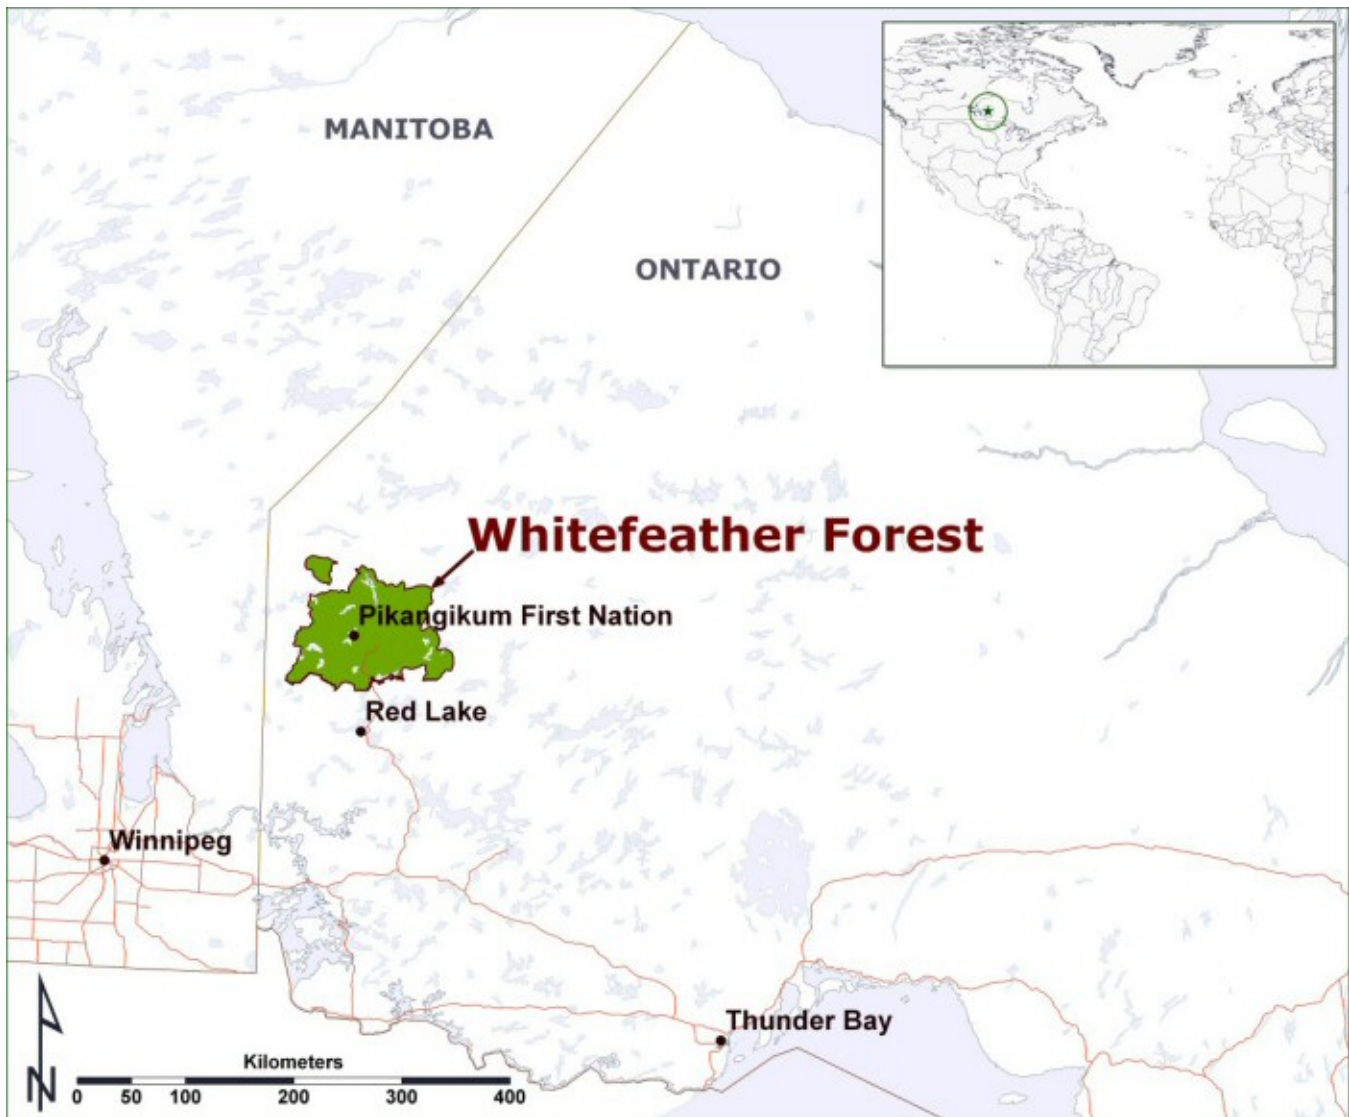 MANITOBA
ONTARIO
Whitefeather Forest
Pikangikum First Nation
Red Lake
Winnipeg
Thunder Bay
Kilometers
0 50 100 200 300 400
N